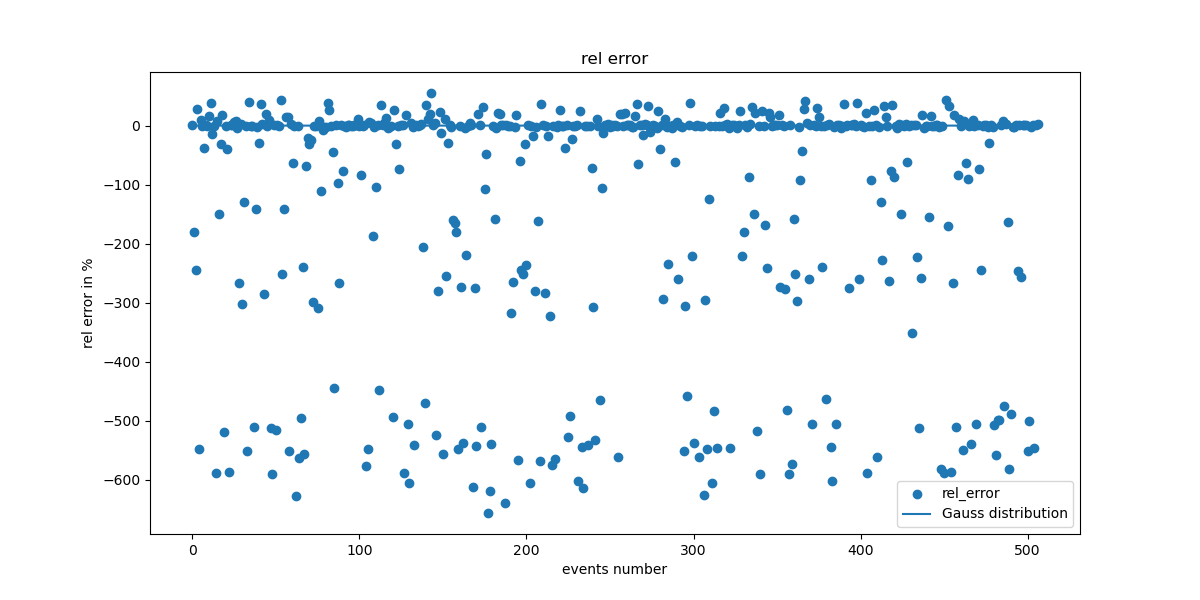 rel error
0
−100
−200
−300
−400
−500
−600
rel error in %
0
100
200
300
400
500
events number
rel_error
Gauss distribution